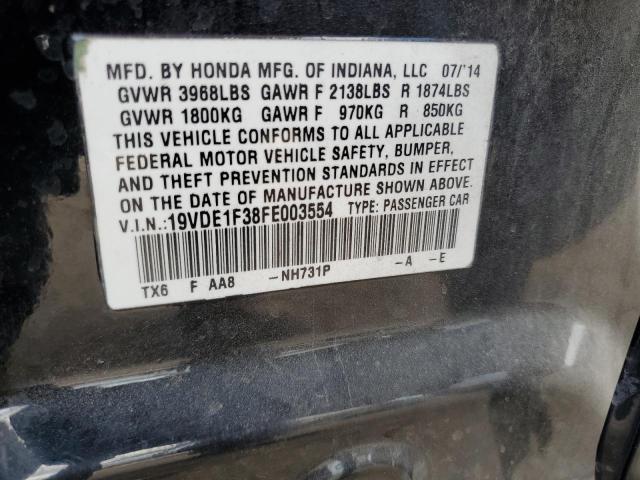 MFD. BY HONDA MFG. OF INDIANA, LLC 07/'14
GVWR 3968LBS GAWR F 2138LBS R 1874LBS
GVWR 1800KG GAWR F 970KG R 850KG
THIS VEHICLE CONFORMS TO ALL APPLICABLE
FEDERAL MOTOR VEHICLE SAFETY, BUMPER,
AND THEFT PREVENTION STANDARDS IN EFFECT
ON THE DATE OF MANUFACTURE SHOWN ABOVE.
V.I.N.:19VDE1F38FE003554 TYPE: PASSENGER CAR
TX6 F AA8 -NH731P -A -E